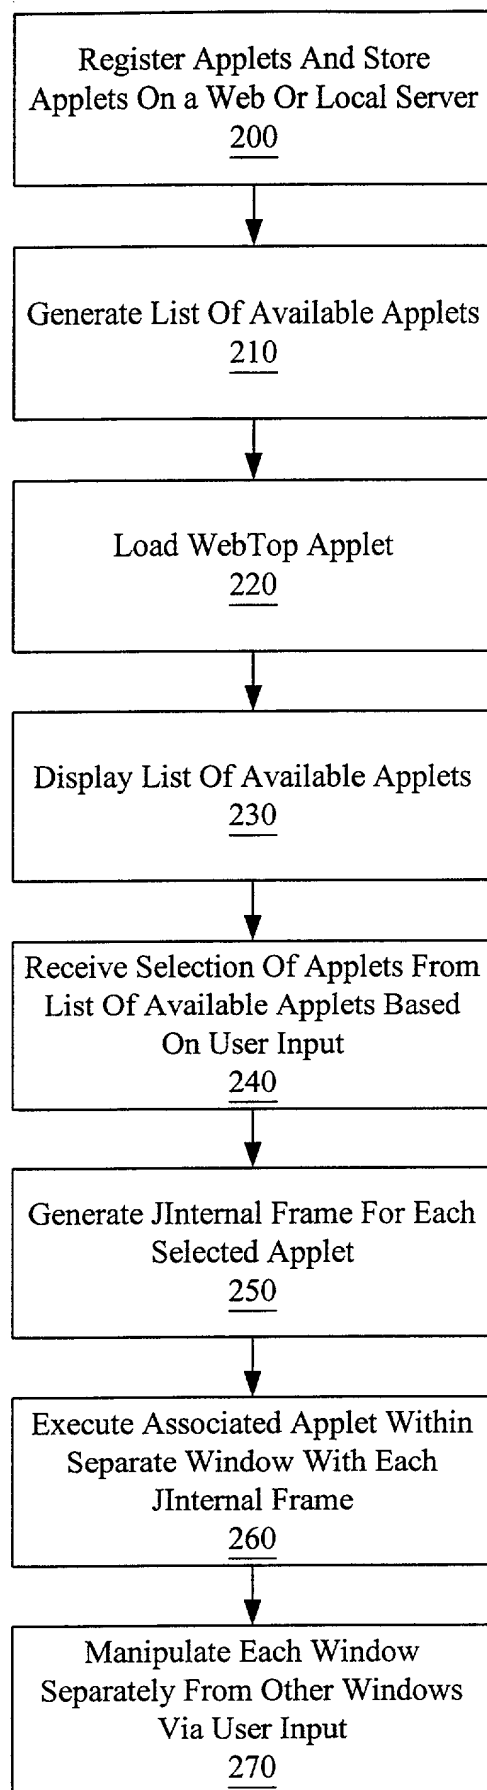 Register Applets And Store
Applets On a Web Or Local Server
200
Generate List Of Available Applets
210
Load WebTop Applet
220
Display List Of Available Applets
230
Receive Selection Of Applets From
List Of Available Applets Based
On User Input
240
Generate JInternal Frame For Each
Selected Applet
250
Execute Associated Applet Within
Separate Window With Each
JInternal Frame
260
Manipulate Each Window
Separately From Other Windows
Via User Input
270